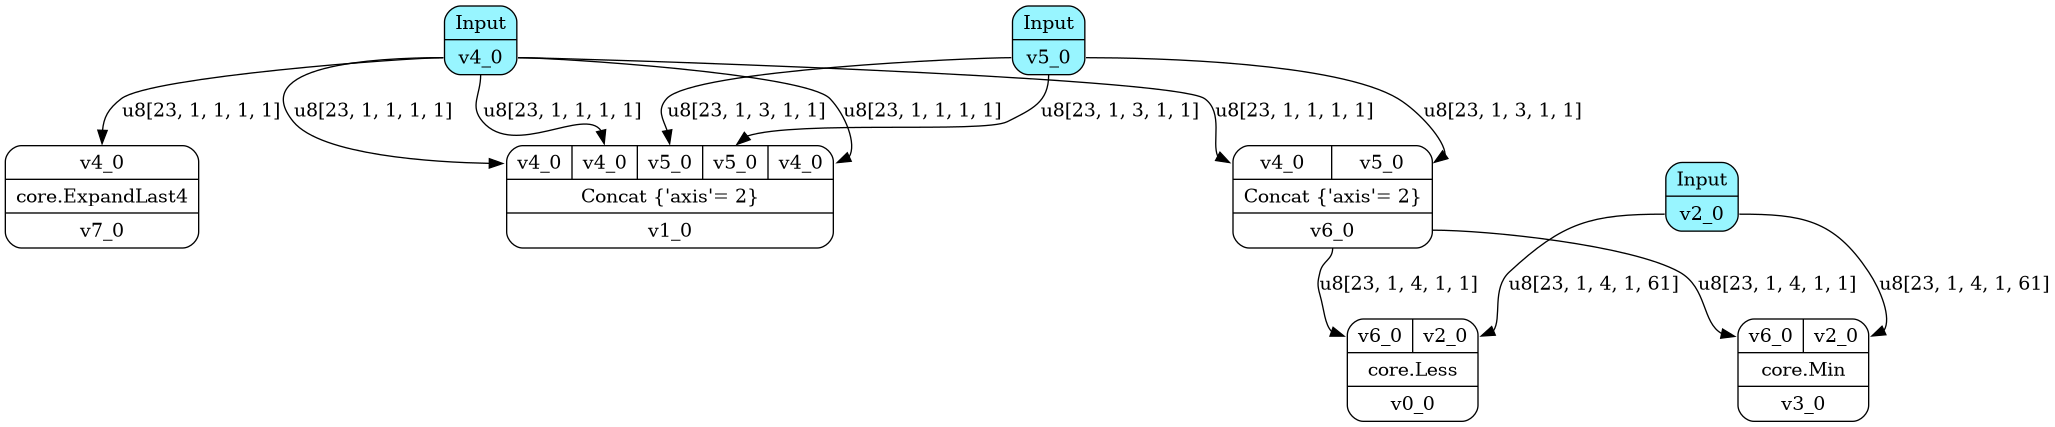 Input
v4_0
Input
v5_0
u8[23, 1, 1, 1, 1]
u8[23, 1, 1, 1, 1]
u8[23, 1, 1, 1, 1]
u8[23, 1, 3, 1, 1]
u8[23, 1, 1, 1, 1]
u8[23, 1, 3, 1, 1]
u8[23, 1, 1, 1, 1]
u8[23, 1, 3, 1, 1]
v4_0
core.ExpandLast4
v7_0
v4_0 v4_0 v5_0 v5_0 v4_0
Concat {'axis'= 2}
v1_0
v4_0 v5_0
Concat {'axis'= 2}
v6_0
Input
v2_0
u8[23, 1, 4, 1, 1]
u8[23, 1, 4, 1, 61]
u8[23, 1, 4, 1, 1]
u8[23, 1, 4, 1, 61]
v6_0 v2_0
core.Less
v0_0
v6_0 v2_0
core.Min
v3_0